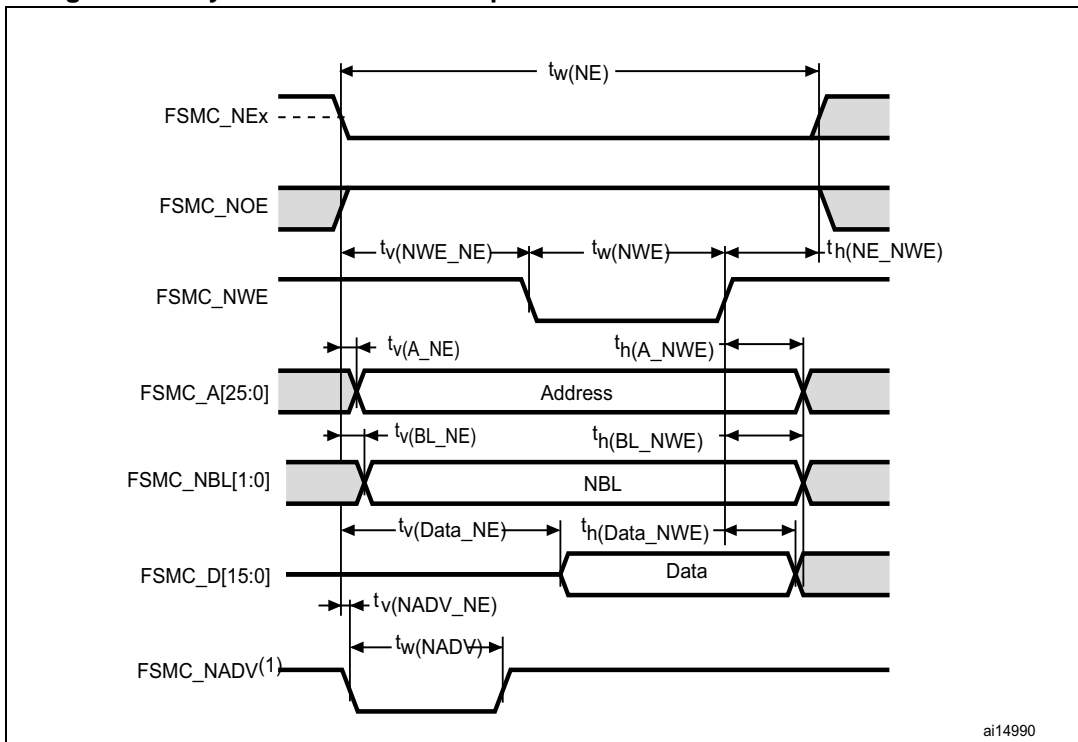 tw(NE)
FSMC_NEx
FSMC_NOE
tv(NWE_NE) tw(NWE) th(NE_NWE)
FSMC_NWE
tv(A_NE) th(A_NWE)
FSMC_A[25:0] Address
tv(BL_NE) th(BL_NWE)
FSMC_NBL[1:0] NBL
tv(Data_NE) th(Data_NWE)
FSMC_D[15:0] Data
tv(NADV_NE)
tw(NADV)
FSMC_NADV(1)
ai14990